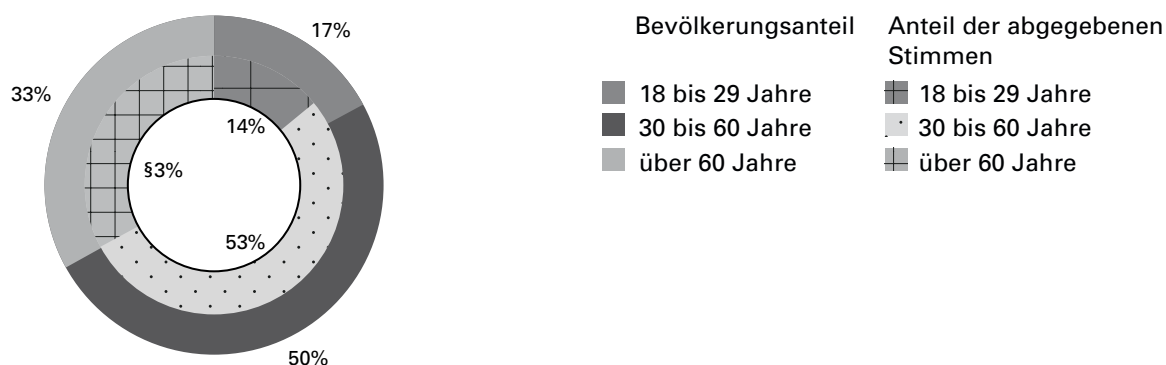 17%
33%
14%
§3%
53%
50%
Bevölkerungsanteil
18 bis 29 Jahre
30 bis 60 Jahre
über 60 Jahre
Anteil der abgegebenen
Stimmen
18 bis 29 Jahre
30 bis 60 Jahre
über 60 Jahre